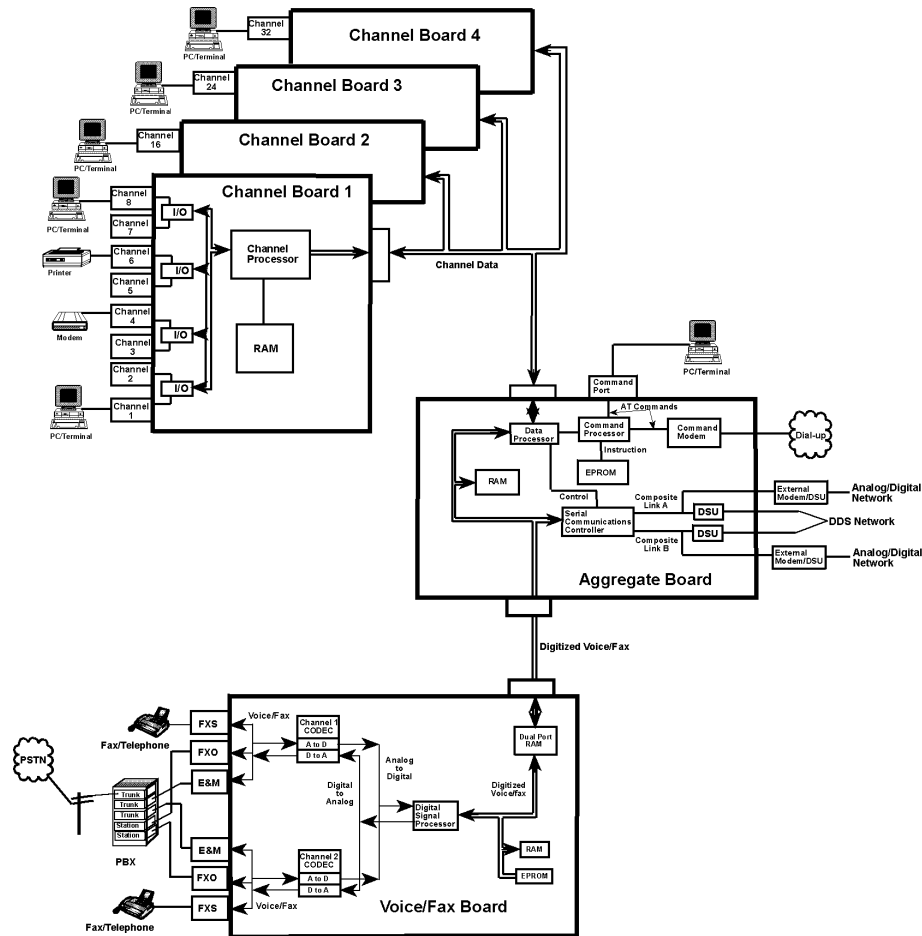 Channel
32
Channel Board 4
PC/Terminal
Channel
24
Channel Board 3
PC/Terminal
Channel
16
Channel Board 2
PC/Terminal
Channel Board 1
Channel
8
PC/Terminal
Channel
7
I/O
Channel
6
Printer
Channel
5
I/O
Channel
4
Modem
Channel
3
I/O
Channel
2
Channel
1
PC/Terminal
I/O
Channel
Processor
RAM
Channel Data
PC/Terminal
Command
Port
AT Commands
Data
Processor
Command
Processor
Command
Modem
Dial-up
Instruction
EPROM
RAM
Control
Serial
Communications
Controller
Composite
Link A
Composite
Link B
DSU
DSU
External
Modem/DSU
Analog/Digital
Network
DDS Network
External
Modem/DSU
Analog/Digital
Network
Aggregate Board
Digitized Voice/Fax
Fax/Telephone
FXS
Voice/Fax
FXO
E&M
Channel 1
CODEC
A to D
D to A
Analog
to
Digital
Digital
to
Analog
Dual Port
RAM
Digitized
Voice/fax
Digital
Signal
Processor
RAM
EPROM
PSTN
Trunk
Trunk
Trunk
Station
Station
PBX
E&M
FXO
FXS
Voice/Fax
Channel 2
CODEC
A to D
D to A
Fax/Telephone
Voice/Fax Board